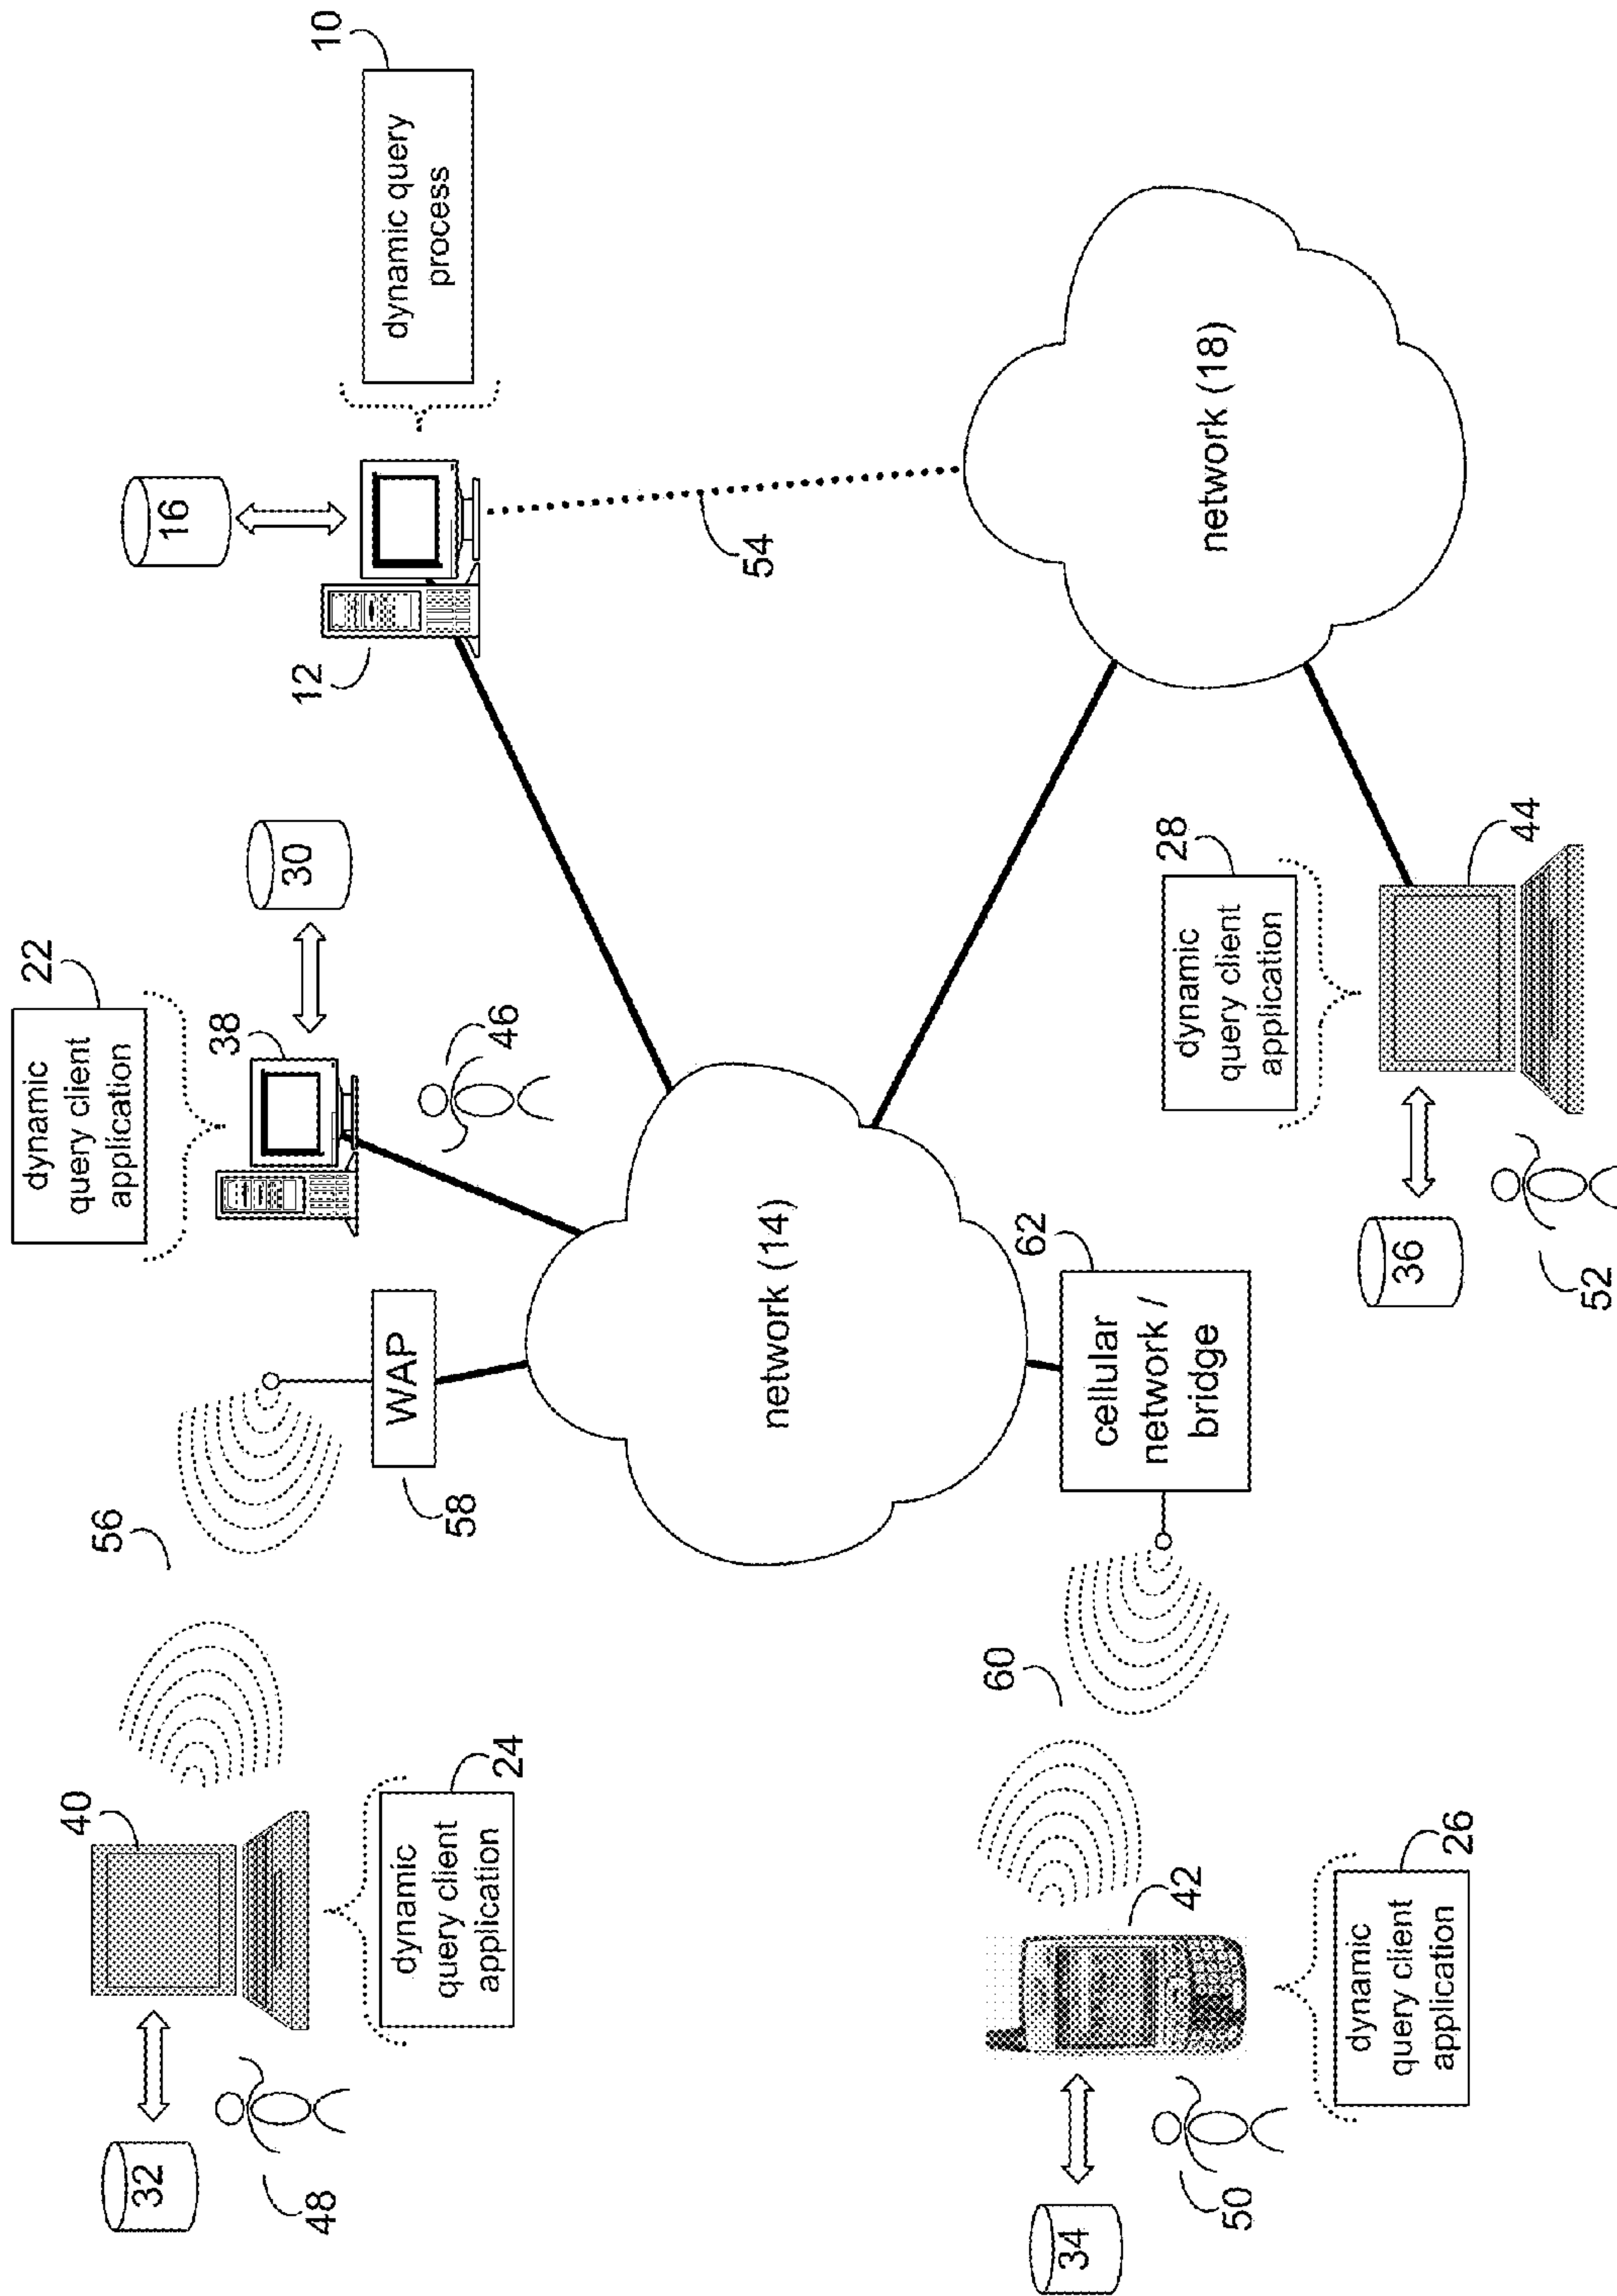 22
dynamic
query client
application
38
30
46
16
12
10
dynamic query
process
54
40
32
48
24
dynamic
query client
application
56
58
WAP
network (14)
network (18)
62
cellular
network /
bridge
60
42
34
50
26
dynamic
query client
application
28
dynamic
query client
application
44
36
52